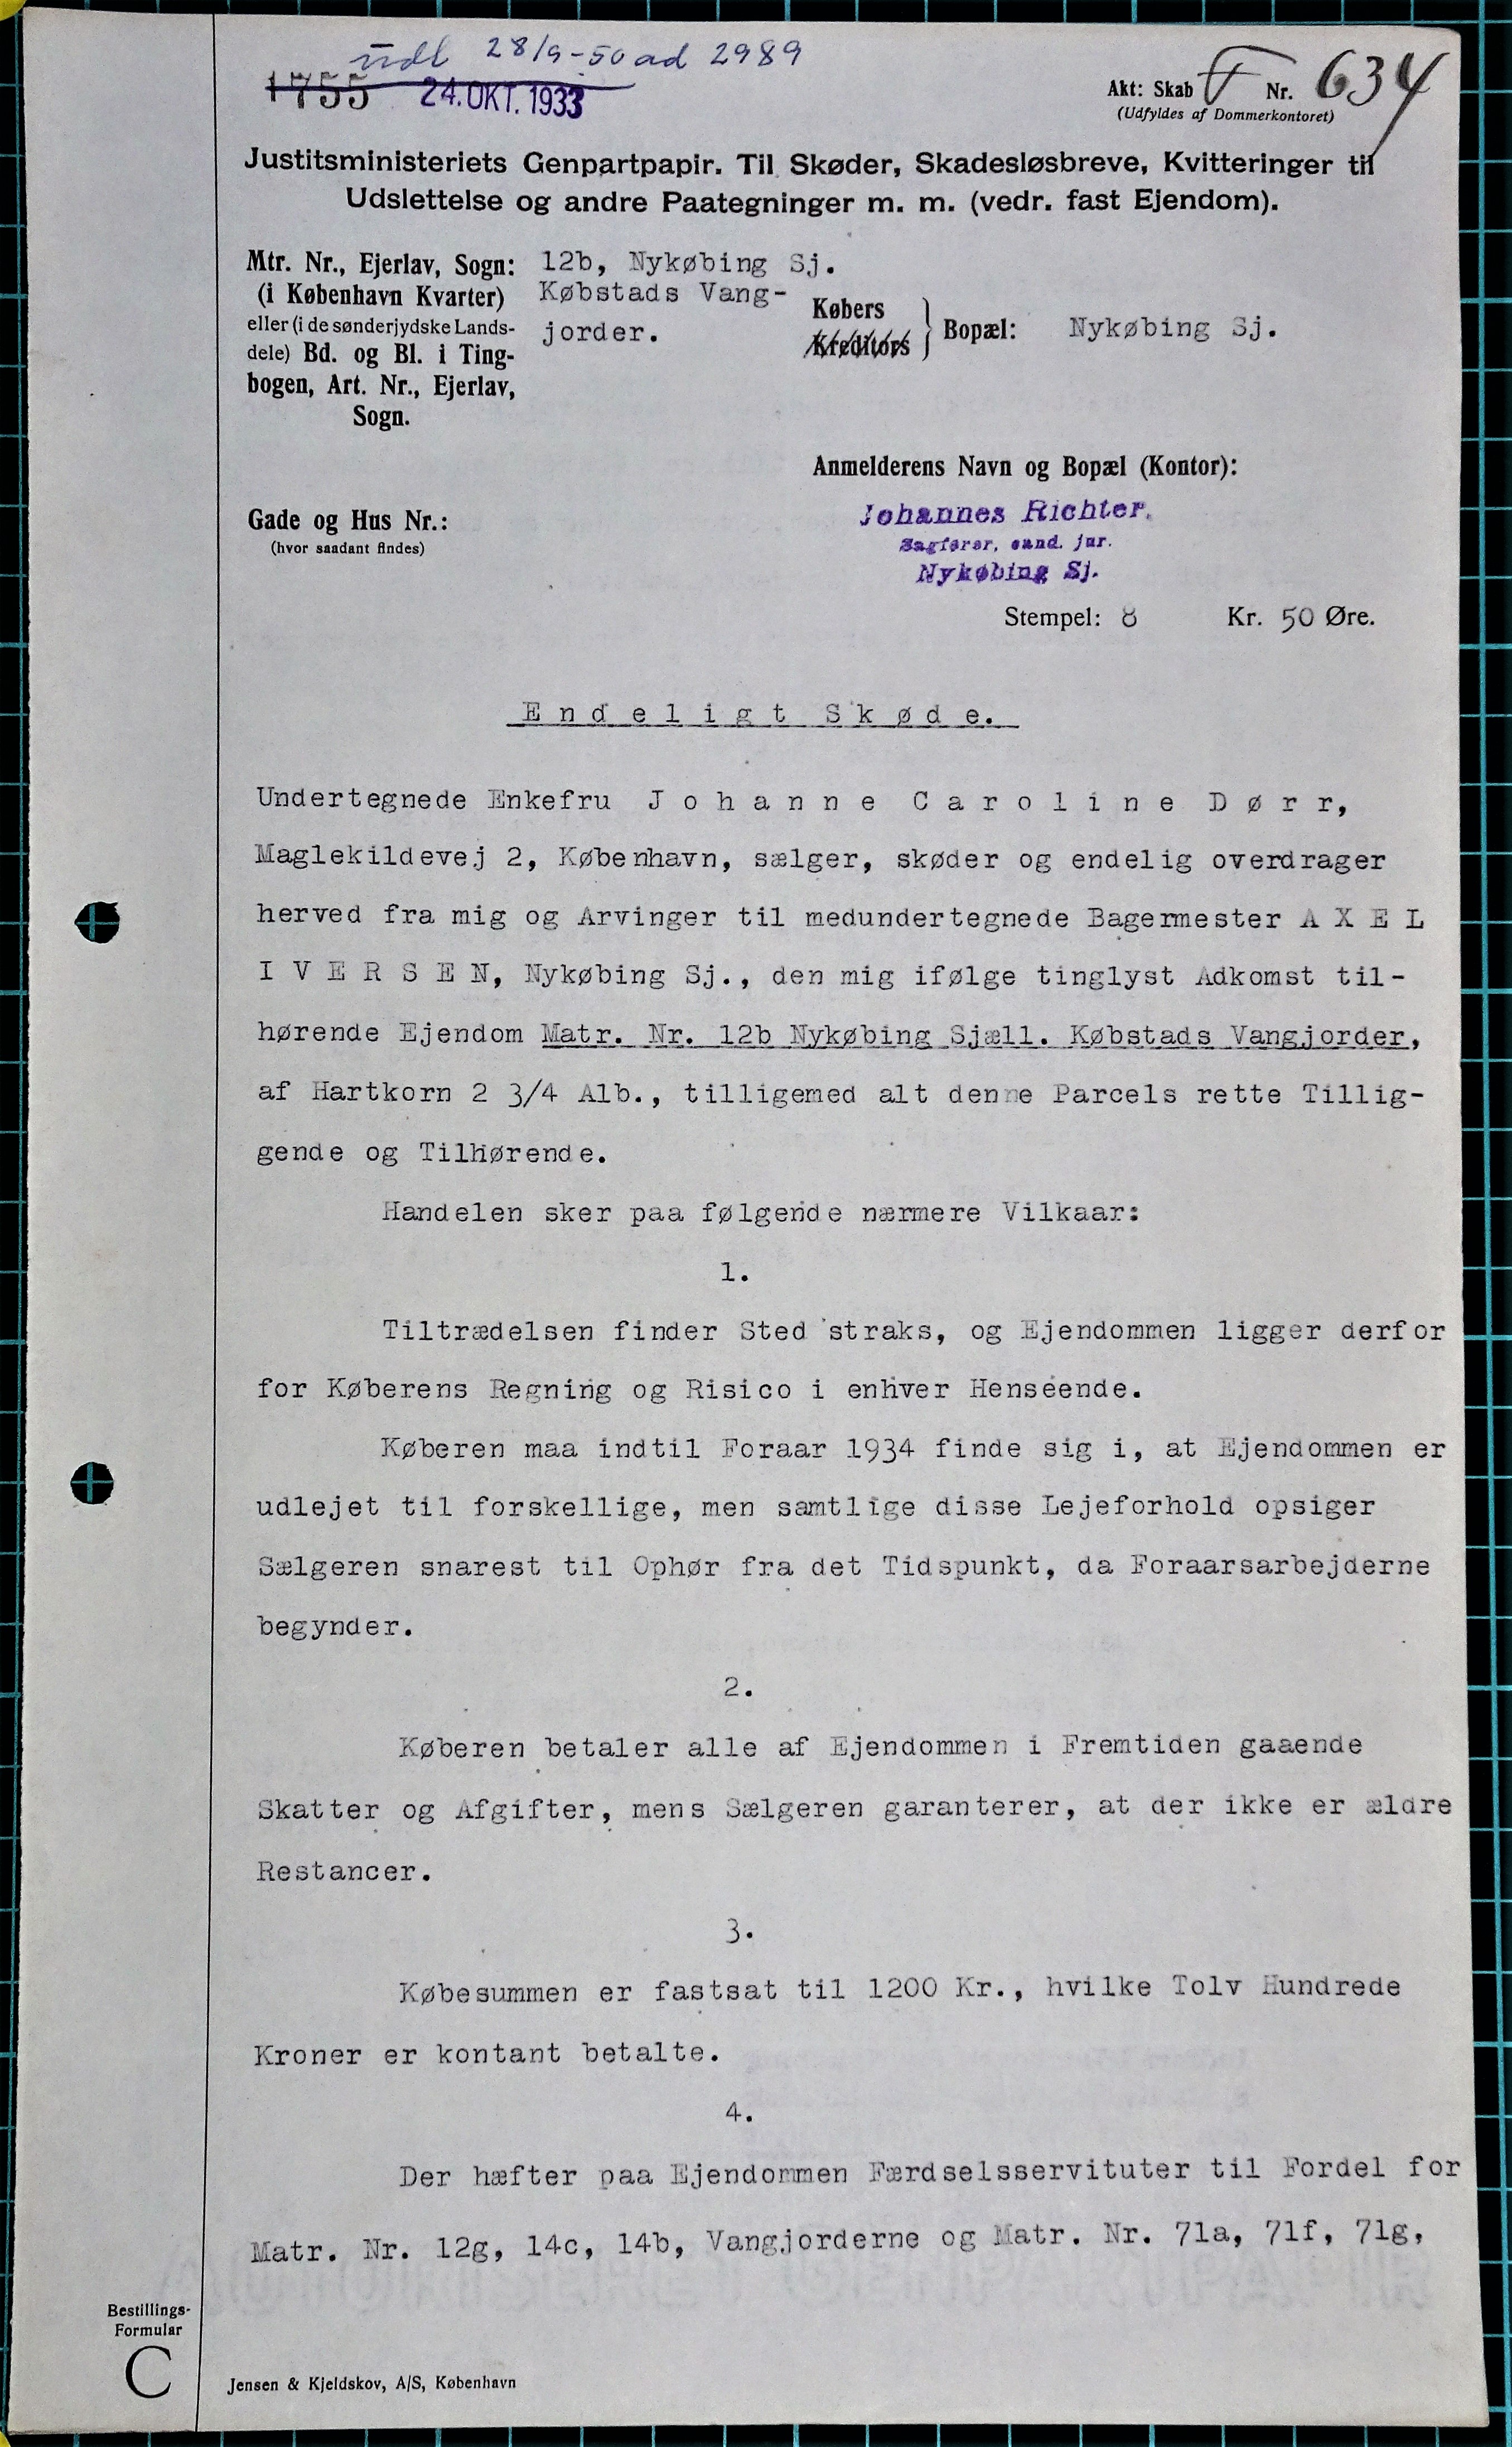 udl 28/9-50 ad 2989
1755 24.OKT.1933
Akt: Skab F Nr. 634
(Udfyldes af Dommerkontoret)
Justitsministeriets Genpartpapir. Til Skøder, Skadesløsbreve, Kvitteringer til
Udslettelse og andre Paategninger m. m. (vedr. fast Ejendom).
Mtr. Nr., Ejerlav, Sogn: 12b, Nykøbing Sj.
(i København Kvarter) Købstads Vang-
eller (i de sønderjydske Lands- jorder.
dele) Bd. og Bl. i Ting-
bogen, Art. Nr., Ejerlav,
Sogn.
Købers
Kreditors
Bopæl: Nykøbing Sj.
Anmelderens Navn og Bopæl (Kontor):
Gade og Hus Nr.:
(hvor saadant findes)
Johannes Richter.
Sagfører, cand. jur.
Nykøbing Sj.
Stempel: 8 Kr. 50 Øre.
Endeligt Skøde.
Undertegnede Enkefru Johanne Caroline Dørr,
Maglekildevej 2, København, sælger, skøder og endelig overdrager
herved fra mig og Arvinger til medundertegnede Bagermester AXEL
IVERSEN, Nykøbing Sj., den mig ifølge tinglyst Adkomst til-
hørende Ejendom Matr. Nr. 12b Nykøbing Sjæll. Købstads Vangjorder,
af Hartkorn 2 3/4 Alb., tilligemed alt denne Parcels rette Tillig-
gende og Tilhørende.
Handelen sker paa følgende nærmere Vilkaar:
1.
Tiltrædelsen finder Sted straks, og Ejendommen ligger derfor
for Køberens Regning og Risico i enhver Henseende.
Køberen maa indtil Foraar 1934 finde sig i, at Ejendommen er
udlejet til forskellige, men samtlige disse Lejeforhold opsiger
Sælgeren snarest til Ophør fra det Tidspunkt, da Foraarsarbejderne
begynder.
2.
Køberen betaler alle af Ejendommen i Fremtiden gaaende
Skatter og Afgifter, mens Sælgeren garanterer, at der ikke er ældre
Restancer.
3.
Købesummen er fastsat til 1200 Kr., hvilke Tolv Hundrede
Kroner er kontant betalte.
4.
Der hæfter paa Ejendommen Færdselsservituter til Fordel for
Matr. Nr. 12g, 14c, 14b, Vangjorderne og Matr. Nr. 71a, 71f, 71g,
Bestillings-
Formular
C
Jensen & Kjeldskov, A/S, København